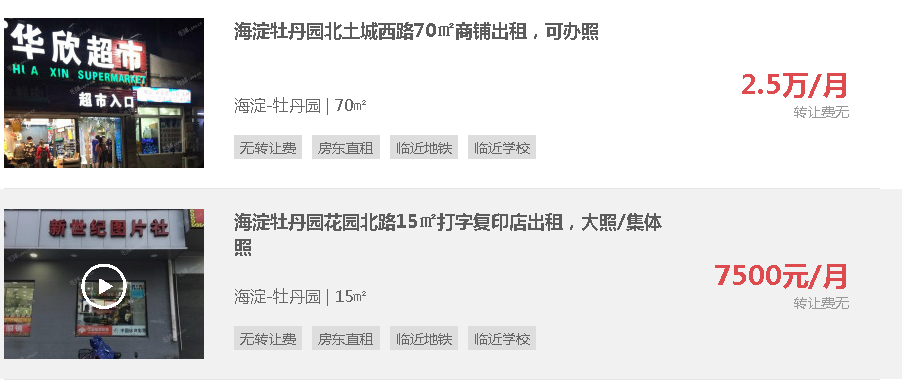 华欣超市
HUA XIN SUPERMARKET
超市入口
海淀牡丹园北土城西路70㎡商铺出租，可办照
海淀-牡丹园 | 70㎡
无转让费 房东直租 临近地铁 临近学校
2.5万/月
转让费无
新世纪图片社
海淀牡丹园花园北路15㎡打字复印店出租，大照/集体
照
海淀-牡丹园 | 15㎡
无转让费 房东直租 临近地铁 临近学校
7500元/月
转让费无